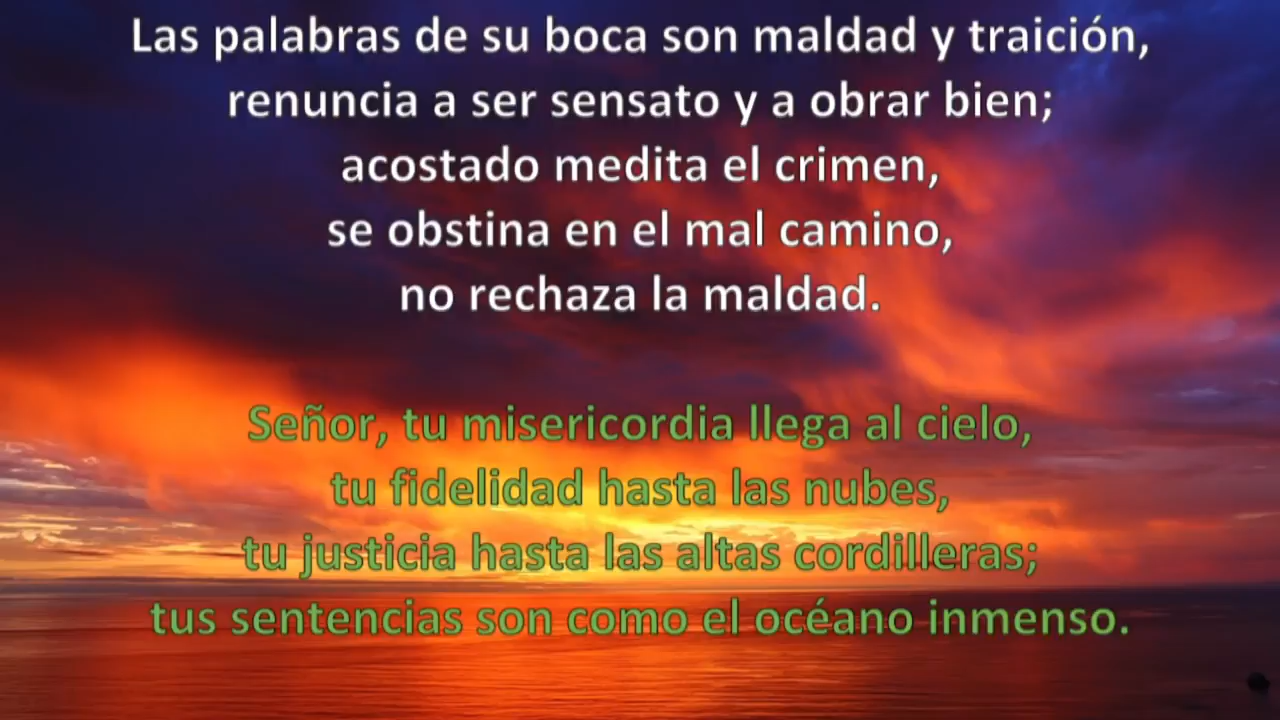 Las palabras de su boca son maldad y traición,
renuncia a ser sensato y a obrar bien;
acostado medita el crimen,
se obstina en el mal camino,
no rechaza la maldad.
Señor, tu misericordia llega al cielo,
tu fidelidad hasta las nubes,
tu justicia hasta las altas cordilleras;
tus sentencias son como el océano inmenso.